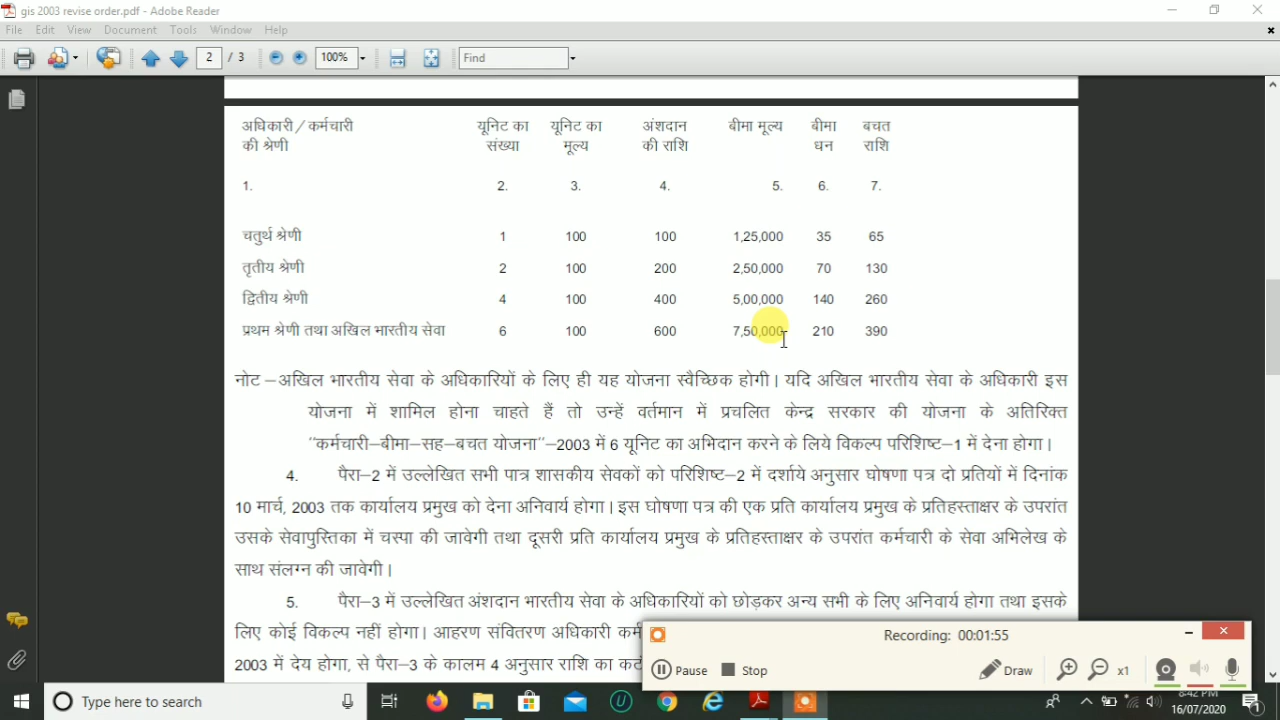 gis 2003 revise order.pdf - Adobe Reader
File Edit View Document Tools Window Help
2 / 3 100% Find
अधिकारी/कर्मचारी यूनिट का यूनिट का अंशदान बीमा मूल्य बीमा बचत
की श्रेणी संख्या मूल्य की राशि धन राशि
1. 2. 3. 4. 5. 6. 7.
चतुर्थ श्रेणी 1 100 100 1,25,000 35 65
तृतीय श्रेणी 2 100 200 2,50,000 70 130
द्वितीय श्रेणी 4 100 400 5,00,000 140 260
प्रथम श्रेणी तथा अखिल भारतीय सेवा 6 100 600 7,50,000 210 390
नोट –अखिल भारतीय सेवा के अधिकारियों के लिए ही यह योजना स्वैच्छिक होगी। यदि अखिल भारतीय सेवा के अधिकारी इस
योजना में शामिल होना चाहते हैं तो उन्हें वर्तमान में प्रचलित केन्द्र सरकार की योजना के अतिरिक्त
"कर्मचारी–बीमा–सह–बचत योजना"–2003 में 6 यूनिट का अभिदान करने के लिये विकल्प परिशिष्ट–1 में देना होगा।
4. पैरा–2 में उल्लेखित सभी पात्र शासकीय सेवकों को परिशिष्ट–2 में दर्शाये अनुसार घोषणा पत्र दो प्रतियों में दिनांक
10 मार्च, 2003 तक कार्यालय प्रमुख को देना अनिवार्य होगा। इस घोषणा पत्र की एक प्रति कार्यालय प्रमुख के प्रतिहस्ताक्षर के उपरांत
उसके सेवापुस्तिका में चस्पा की जावेगी तथा दूसरी प्रति कार्यालय प्रमुख के प्रतिहस्ताक्षर के उपरांत कर्मचारी के सेवा अभिलेख के
साथ संलग्न की जावेगी।
5. पैरा–3 में उल्लेखित अंशदान भारतीय सेवा के अधिकारियों को छोड़कर अन्य सभी के लिए अनिवार्य होगा तथा इसके
लिए कोई विकल्प नहीं होगा। आहरण संवितरण अधिकारी
2003 में देय होगा, से पैरा–3 के कालम 4 अनुसार राशि का
Recording: 00:01:55
Pause Stop Draw x1
Type here to search
8:42 PM
16/07/2020